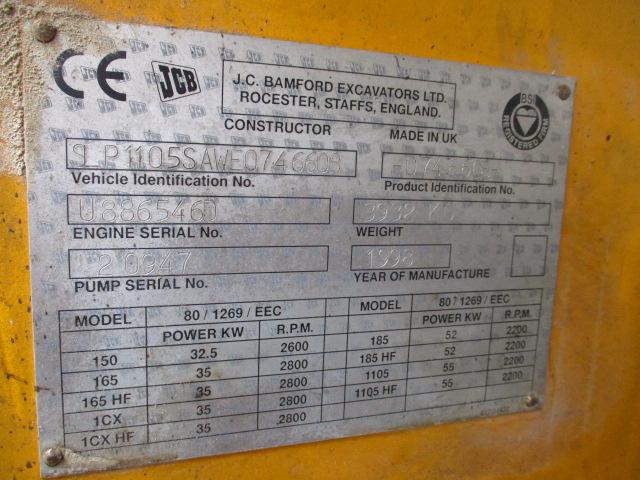 CE JCB
J.C. BAMFORD EXCAVATORS LTD.
ROCESTER, STAFFS, ENGLAND.
BSI
REGISTERED FIRM
CONSTRUCTOR MADE IN UK
SLP1105SAWE0746608 -0746608-
Vehicle Identification No. Product Identification No.
U886546D 3932 KG
ENGINE SERIAL No. WEIGHT
20947 1998
PUMP SERIAL No. YEAR OF MANUFACTURE
MODEL 80 / 1269 / EEC MODEL 80 / 1269 / EEC
POWER KW R.P.M. POWER KW R.P.M.
150 32.5 2600 185 52 2200
165 35 2800 185 HF 52 2200
165 HF 35 2800 1105 55 2200
1CX 35 2800 1105 HF 55 2200
1CX HF 35 2800